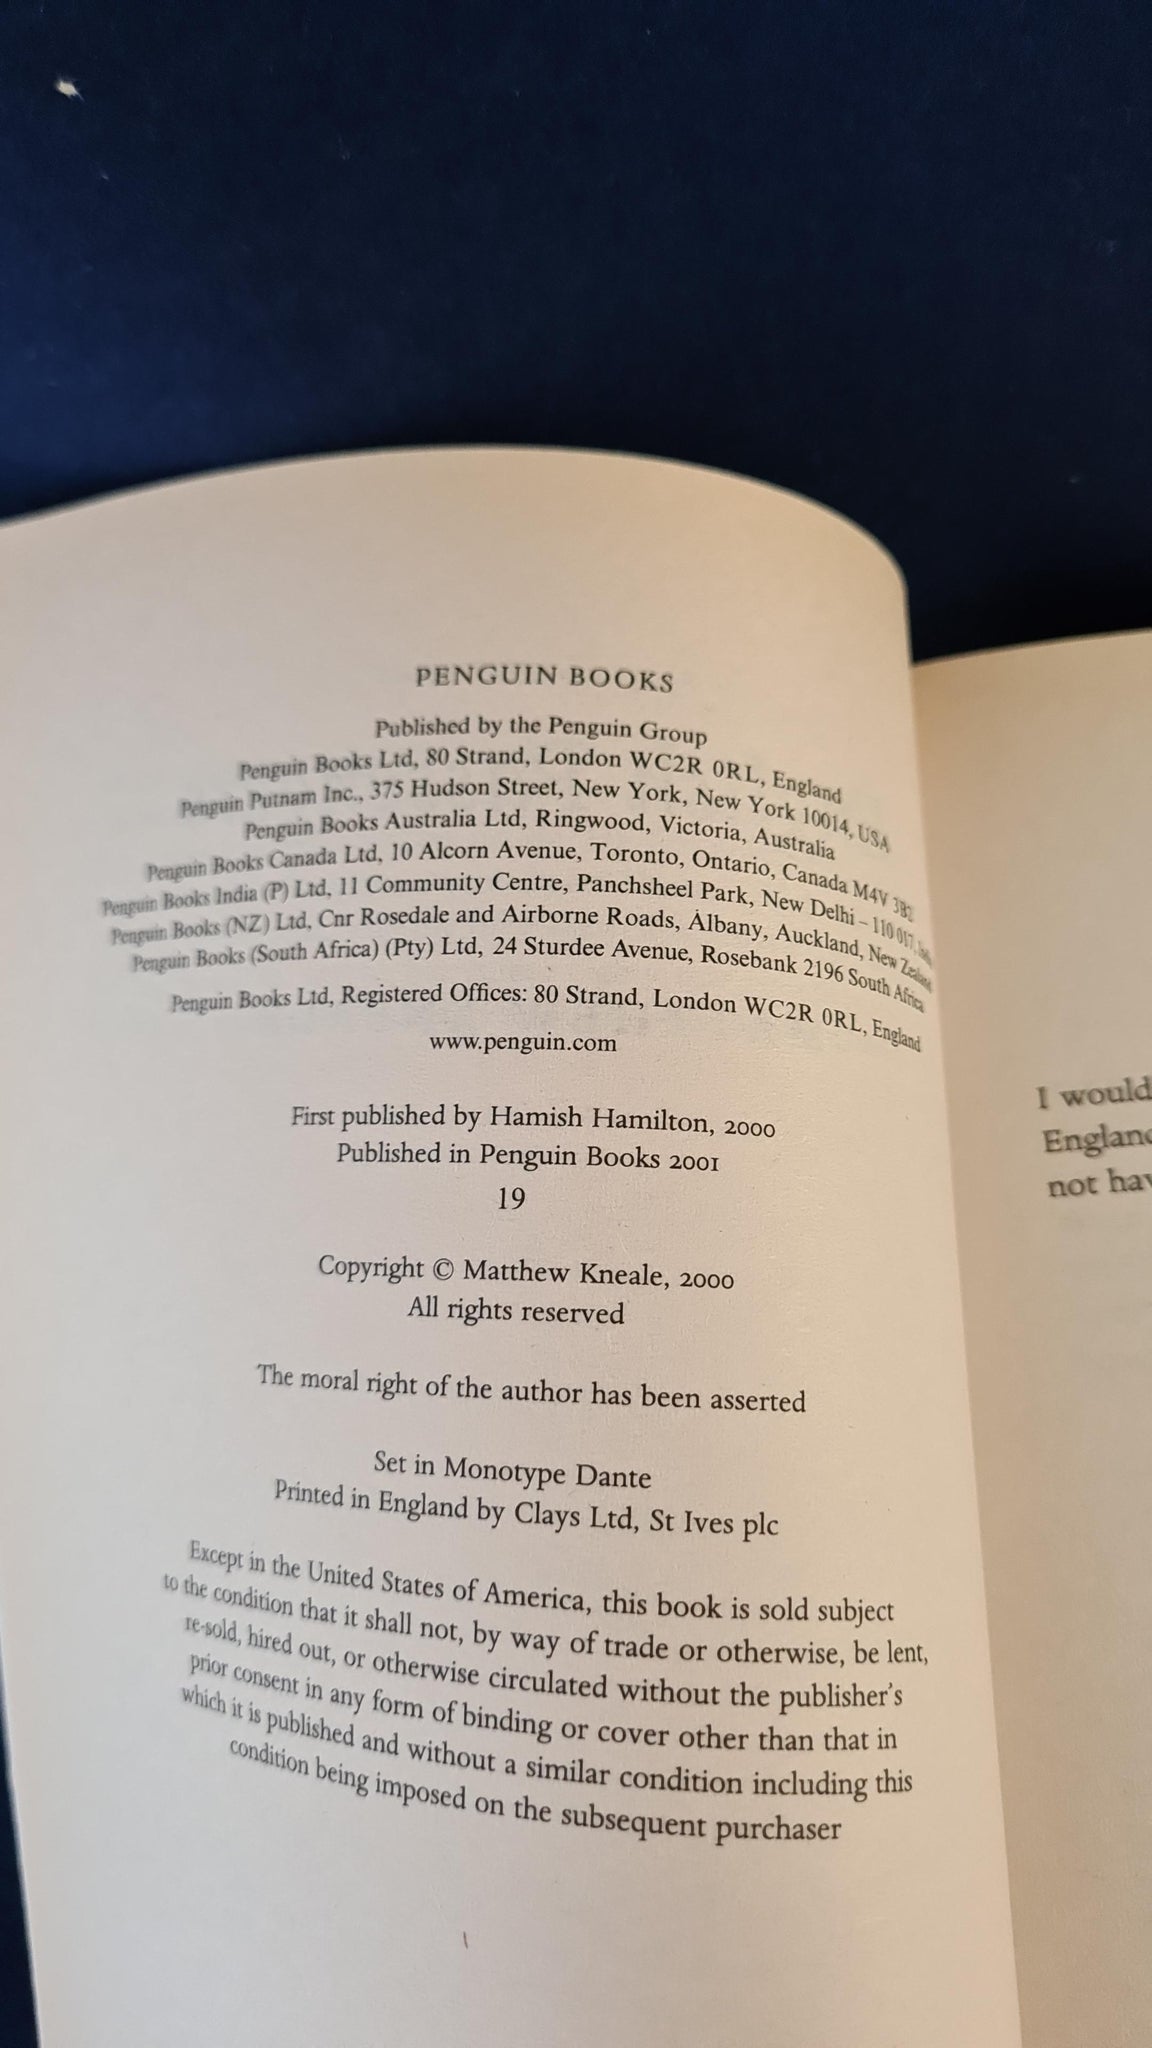 PENGUIN BOOKS
Published by the Penguin Group
Penguin Books Ltd, 80 Strand, London WC2R 0RL, England
Penguin Putnam Inc., 375 Hudson Street, New York, New York 10014, USA
Penguin Books Australia Ltd, Ringwood, Victoria, Australia
Penguin Books Canada Ltd, 10 Alcorn Avenue, Toronto, Ontario, Canada M4V 3B2
Penguin Books India (P) Ltd, 11 Community Centre, Panchsheel Park, New Delhi – 110 017, India
Penguin Books (NZ) Ltd, Cnr Rosedale and Airborne Roads, Albany, Auckland, New Zealand
Penguin Books (South Africa) (Pty) Ltd, 24 Sturdee Avenue, Rosebank 2196 South Africa
Penguin Books Ltd, Registered Offices: 80 Strand, London WC2R 0RL, England
www.penguin.com
First published by Hamish Hamilton, 2000
Published in Penguin Books 2001
19
Copyright © Matthew Kneale, 2000
All rights reserved
The moral right of the author has been asserted
Set in Monotype Dante
Printed in England by Clays Ltd, St Ives plc
Except in the United States of America, this book is sold subject
to the condition that it shall not, by way of trade or otherwise, be lent,
re-sold, hired out, or otherwise circulated without the publisher's
prior consent in any form of binding or cover other than that in
which it is published and without a similar condition including this
condition being imposed on the subsequent purchaser
I would
England
not hav